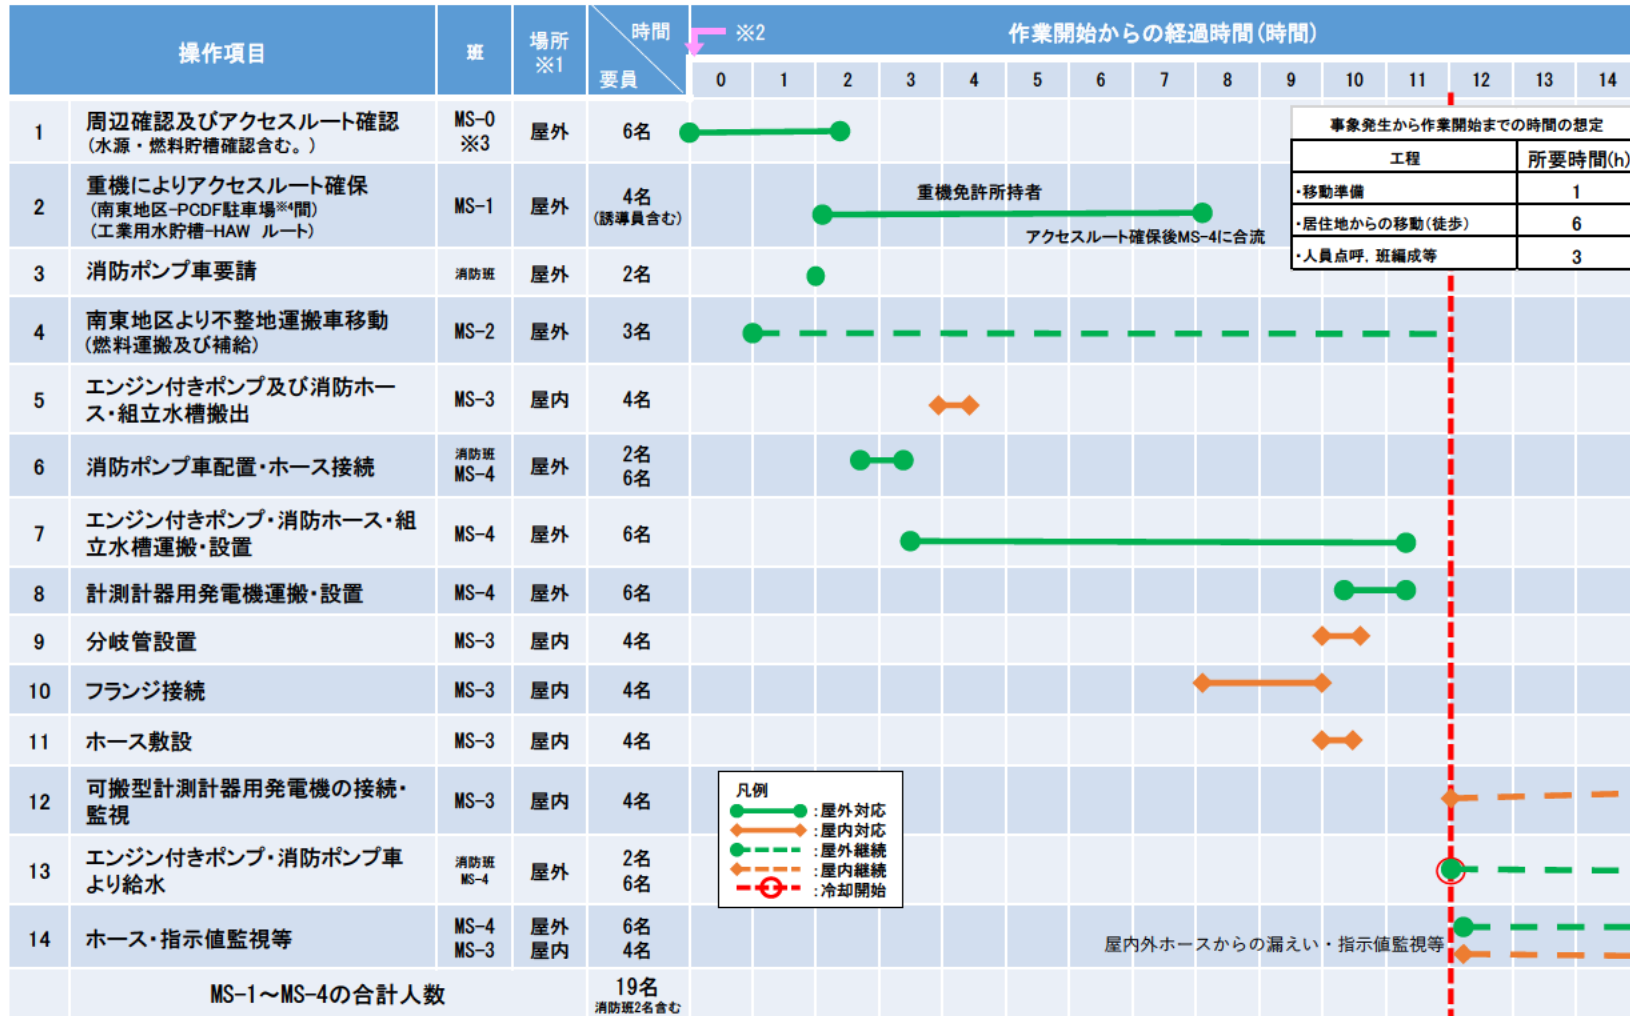 操作項目 班 場所 時間 ※2 作業開始からの経過時間(時間)
※1 要員 0 1 2 3 4 5 6 7 8 9 10 11 12 13 14
1 周辺確認及びアクセスルート確認 MS-0 屋外 6名
(水源・燃料貯槽確認含む。) ※3
事象発生から作業開始までの時間の想定
工程 所要時間(h)
・移動準備 1
・居住地からの移動(徒歩) 6
・人員点呼, 班編成等 3
2 重機によりアクセスルート確保 MS-1 屋外 4名 重機免許所持者
(南東地区-PCDF駐車場※4間) (誘導員含む)
(工業用水貯槽-HAW ルート) アクセスルート確保後MS-4に合流
3 消防ポンプ車要請 消防班 屋外 2名
4 南東地区より不整地運搬車移動 MS-2 屋外 3名
(燃料運搬及び補給)
5 エンジン付きポンプ及び消防ホー MS-3 屋内 4名
ス・組立水槽搬出
6 消防ポンプ車配置・ホース接続 消防班 屋外 2名
MS-4 6名
7 エンジン付きポンプ・消防ホース・組 MS-4 屋外 6名
立水槽運搬・設置
8 計測計器用発電機運搬・設置 MS-4 屋外 6名
9 分岐管設置 MS-3 屋内 4名
10 フランジ接続 MS-3 屋内 4名
11 ホース敷設 MS-3 屋内 4名
12 可搬型計測計器用発電機の接続・ MS-3 屋内 4名
監視
13 エンジン付きポンプ・消防ポンプ車 消防班 屋外 2名
より給水 MS-4 6名
凡例
:屋外対応
:屋内対応
:屋外継続
:屋内継続
:冷却開始
14 ホース・指示値監視等 MS-4 屋外 6名
MS-3 屋内 4名 屋内外ホースからの漏えい・指示値監視等
MS-1～MS-4の合計人数 19名
消防班2名含む